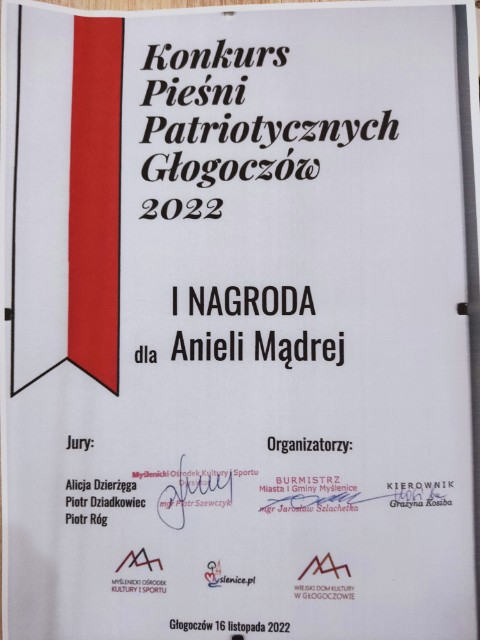 Konkurs
Pieśni
Patriotycznych
Głogoczów
2022
I NAGRODA
dla Anieli Mądrej
Jury:
Organizatorzy:
Alicja Dzierżęga
Piotr Dziadkowiec
Piotr Róg
Myślenicki Ośrodek Kultury i Sportu
mgr Piotr Szewczyk
BURMISTRZ
Miasta i Gminy Myślenice
mgr Jarosław Szlachetka
KIEROWNIK
Grażyna Kosiba
MYŚLENICKI OŚRODEK
KULTURY I SPORTU
Myslenice.pl
WIEJSKI DOM KULTURY
W GŁOGOCZOWIE
Głogoczów 16 listopada 2022